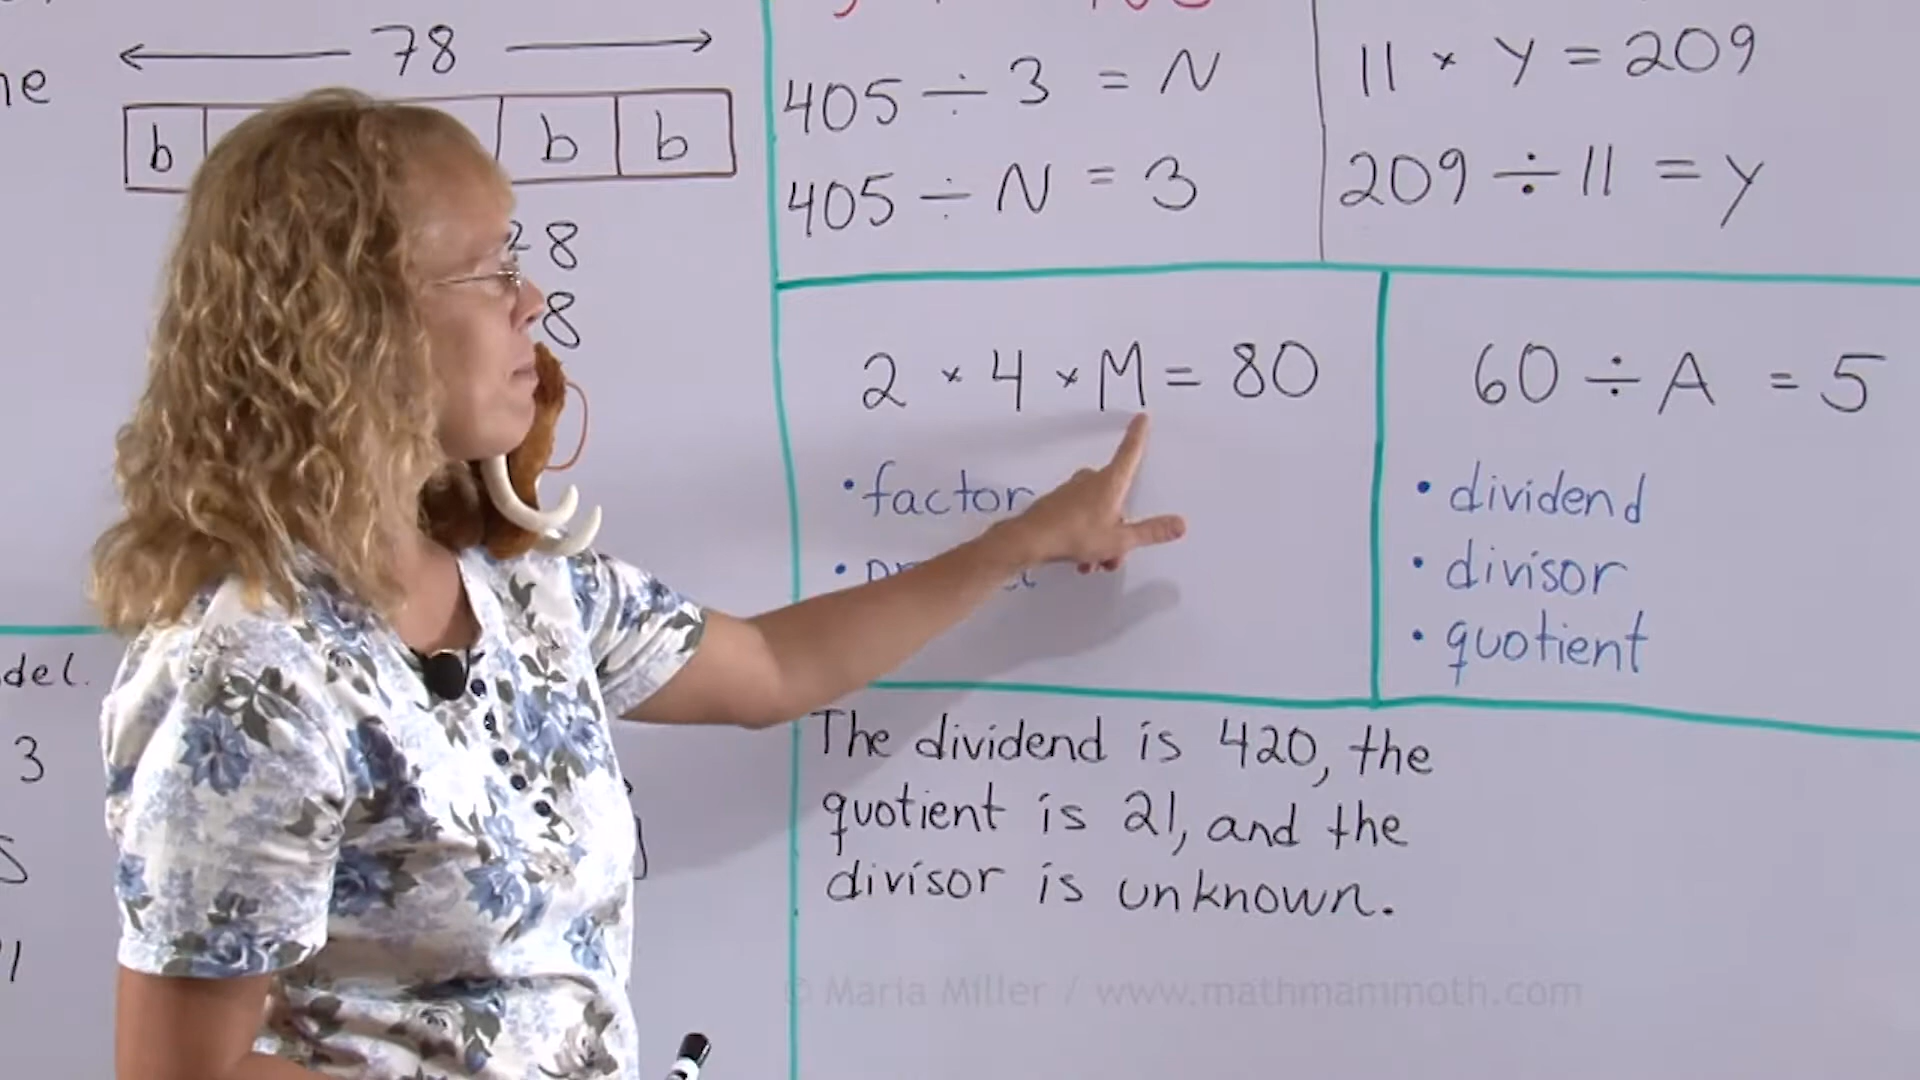 78
b b b
28
8
3
405 ÷ 3 = N
405 ÷ N = 3
11 × y = 209
209 ÷ 11 = y
2 × 4 × M = 80
• factor
60 ÷ A = 5
• dividend
• divisor
• quotient
The dividend is 420, the
quotient is 21, and the
divisor is unknown.
© Maria Miller / www.mathmammoth.com